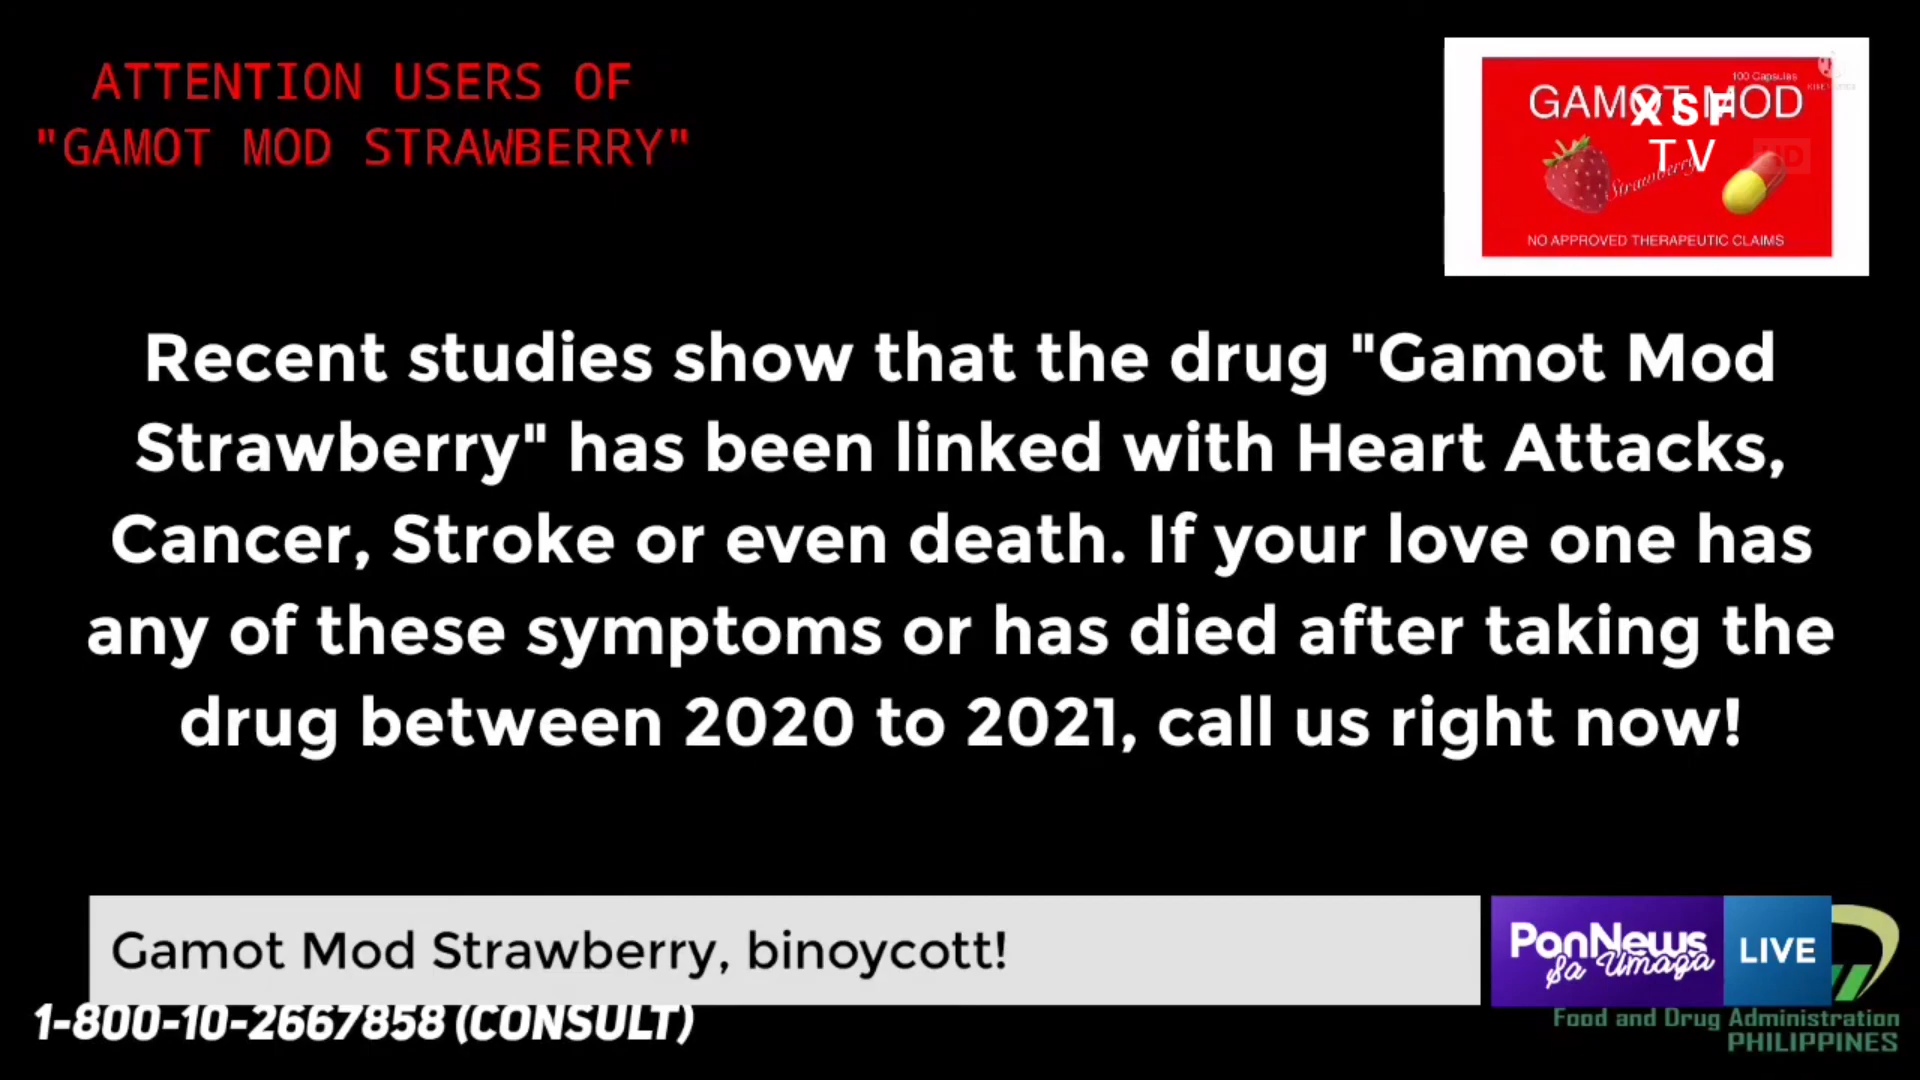 ATTENTION USERS OF
"GAMOT MOD STRAWBERRY"
100 Capsules
GAMOT MOD
XSF
TV
HD
Strawberry
NO APPROVED THERAPEUTIC CLAIMS
Recent studies show that the drug "Gamot Mod
Strawberry" has been linked with Heart Attacks,
Cancer, Stroke or even death. If your love one has
any of these symptoms or has died after taking the
drug between 2020 to 2021, call us right now!
Gamot Mod Strawberry, binoycott!
PonNews
Sa Umaga
LIVE
1-800-10-2667858 (CONSULT)
Food and Drug Administration
PHILIPPINES